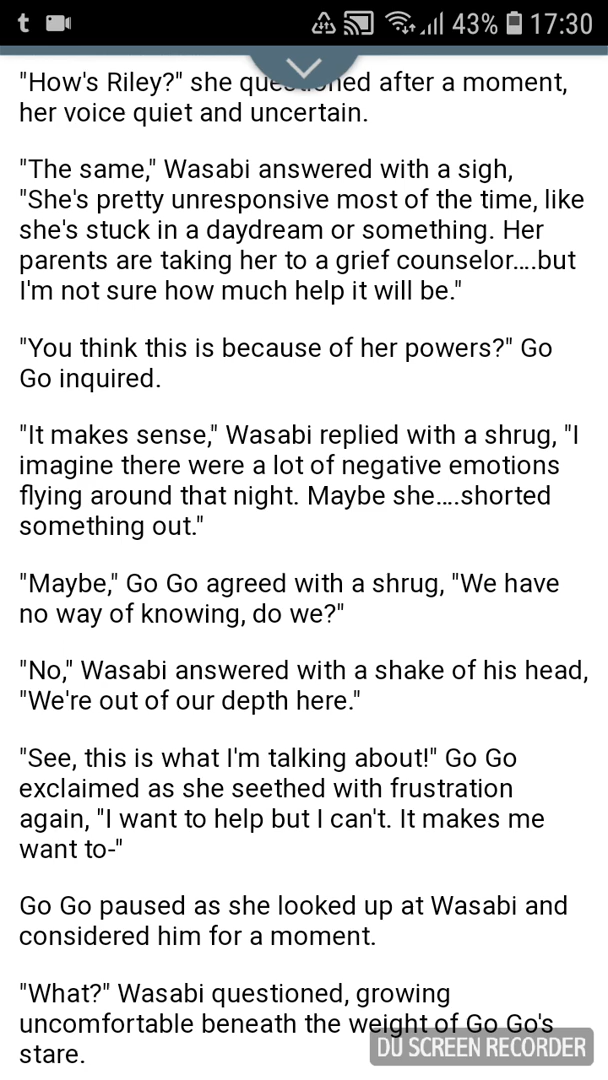 t 43% 17:30
"How's Riley?" she questioned after a moment,
her voice quiet and uncertain.
"The same," Wasabi answered with a sigh,
"She's pretty unresponsive most of the time, like
she's stuck in a daydream or something. Her
parents are taking her to a grief counselor....but
I'm not sure how much help it will be."
"You think this is because of her powers?" Go
Go inquired.
"It makes sense," Wasabi replied with a shrug, "I
imagine there were a lot of negative emotions
flying around that night. Maybe she....shorted
something out."
"Maybe," Go Go agreed with a shrug, "We have
no way of knowing, do we?"
"No," Wasabi answered with a shake of his head,
"We're out of our depth here."
"See, this is what I'm talking about!" Go Go
exclaimed as she seethed with frustration
again, "I want to help but I can't. It makes me
want to-"
Go Go paused as she looked up at Wasabi and
considered him for a moment.
"What?" Wasabi questioned, growing
uncomfortable beneath the weight of Go Go's
stare.
DU SCREEN RECORDER